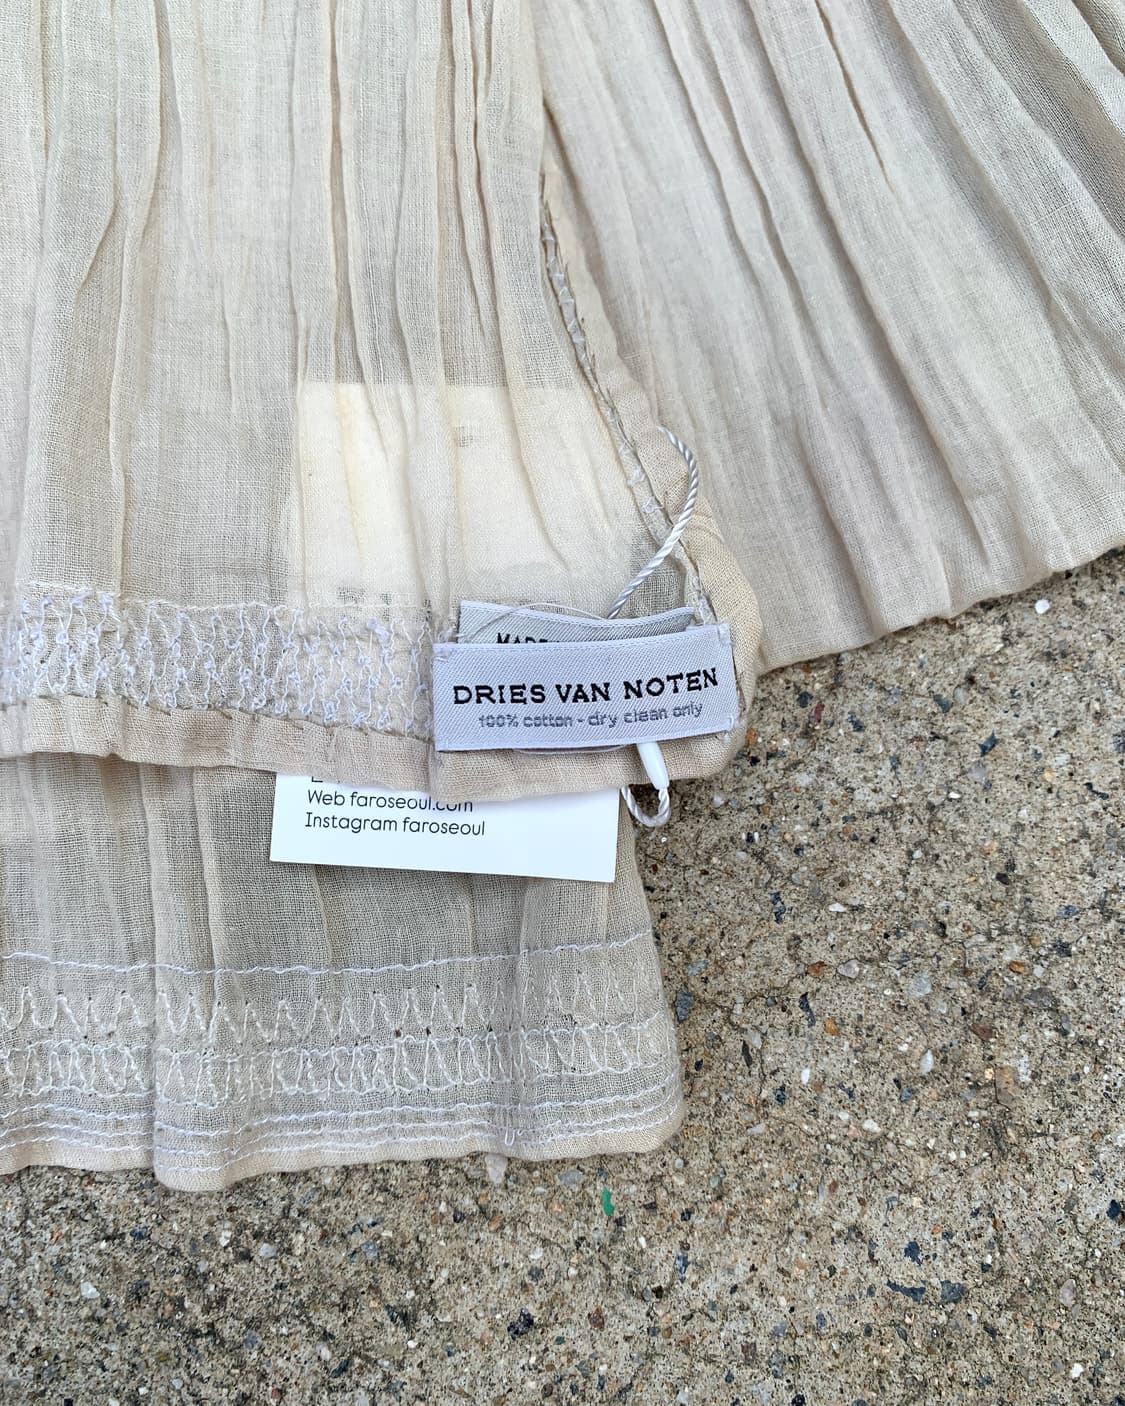 DRIES VAN NOTEN
100% cotton - dry clean only
Web faroseoul.com
Instagram faroseoul